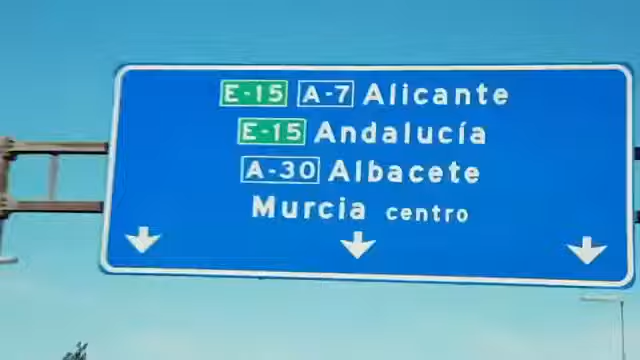 E-15 A-7 Alicante
E-15 Andalucía
A-30 Albacete
Murcia centro